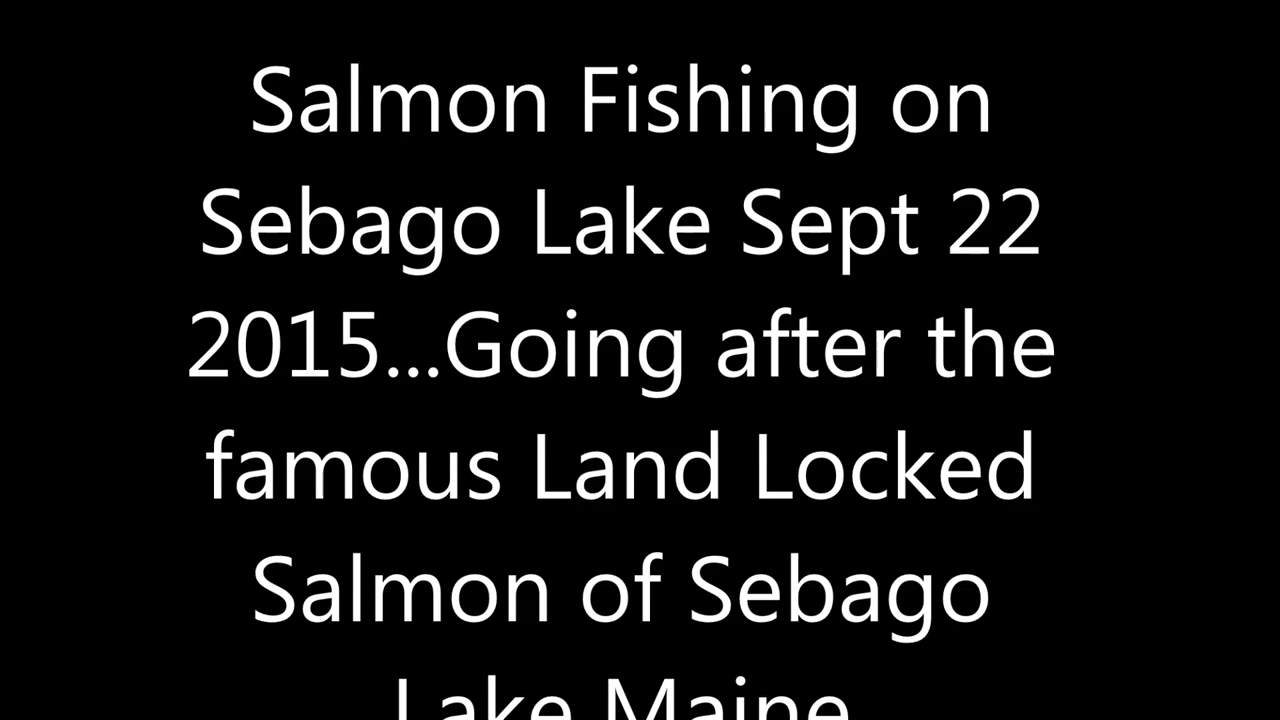 Salmon Fishing on
Sebago Lake Sept 22
2015...Going after the
famous Land Locked
Salmon of Sebago
Lake Maine